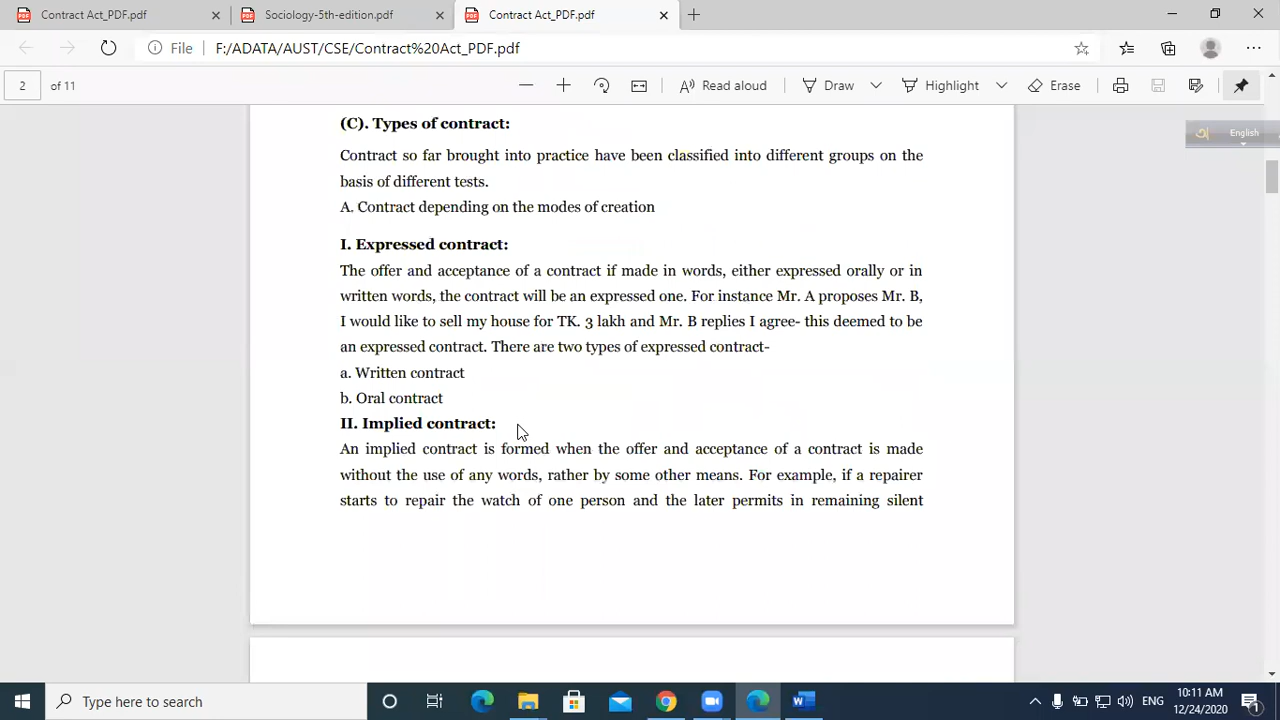 Contract Act_PDF.pdf
Sociology-5th-edition.pdf
Contract Act_PDF.pdf
File
F:/ADATA/AUST/CSE/Contract%20Act_PDF.pdf
2 of 11
Read aloud
Draw
Highlight
Erase
English
(C). Types of contract:
Contract so far brought into practice have been classified into different groups on the
basis of different tests.
A. Contract depending on the modes of creation
I. Expressed contract:
The offer and acceptance of a contract if made in words, either expressed orally or in
written words, the contract will be an expressed one. For instance Mr. A proposes Mr. B,
I would like to sell my house for TK. 3 lakh and Mr. B replies I agree- this deemed to be
an expressed contract. There are two types of expressed contract-
a. Written contract
b. Oral contract
II. Implied contract:
An implied contract is formed when the offer and acceptance of a contract is made
without the use of any words, rather by some other means. For example, if a repairer
starts to repair the watch of one person and the later permits in remaining silent
Type here to search
ENG
10:11 AM
12/24/2020